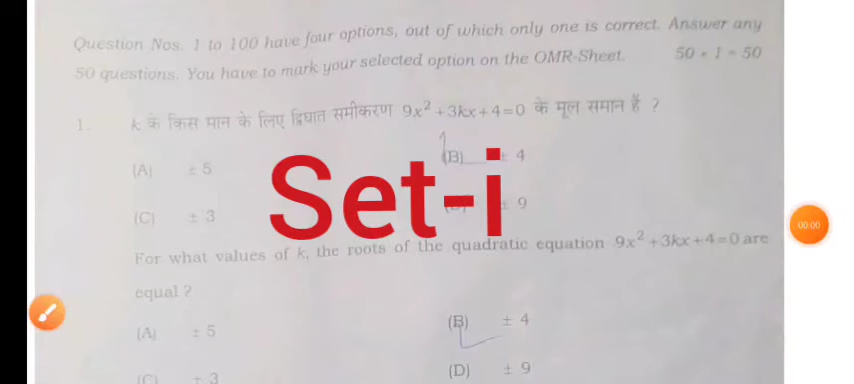 Question Nos. 1 to 100 have four options, out of which only one is correct. Answer any
50 questions. You have to mark your selected option on the OMR-Sheet. 50 × 1 = 50
1. k के किस मान के लिए द्विघात समीकरण 9x² + 3kx + 4 = 0 के मूल समान हैं ?
(A) ± 5 (B) ± 4
(C) ± 3 ± 9
Set-i
For what values of k, the roots of the quadratic equation 9x² + 3kx + 4 = 0 are
equal ?
(A) ± 5 (B) ± 4
(C) ± 3 (D) ± 9
00:00